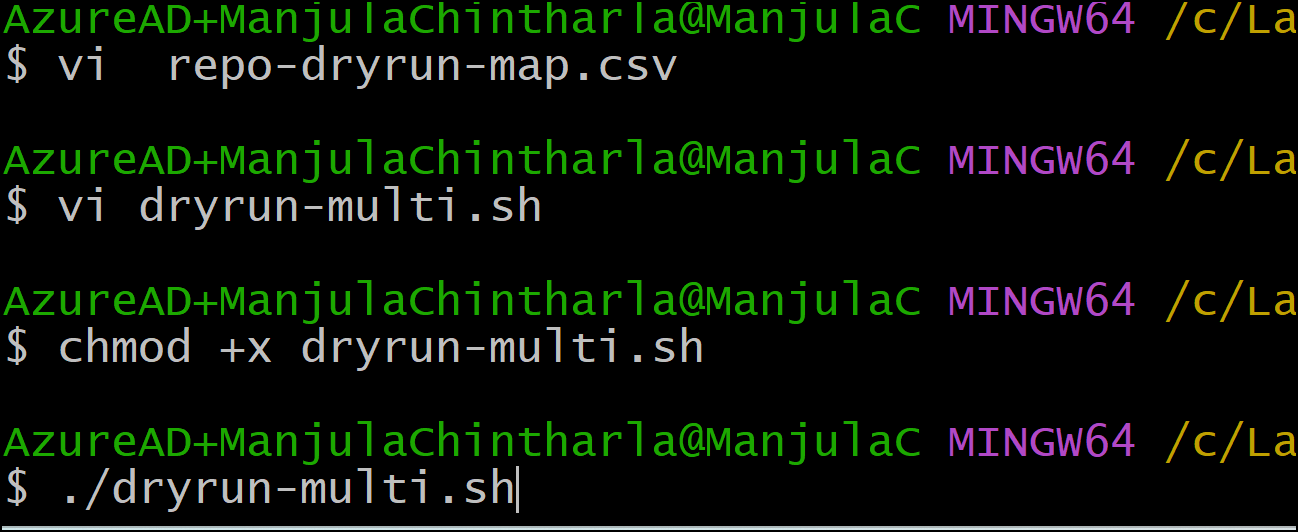 AzureAD+ManjulaChintharla@ManjulaC MINGW64 /c/La
$ vi  repo-dryrun-map.csv
AzureAD+ManjulaChintharla@ManjulaC MINGW64 /c/La
$ vi dryrun-multi.sh
AzureAD+ManjulaChintharla@ManjulaC MINGW64 /c/La
$ chmod +x dryrun-multi.sh
AzureAD+ManjulaChintharla@ManjulaC MINGW64 /c/La
$ ./dryrun-multi.sh